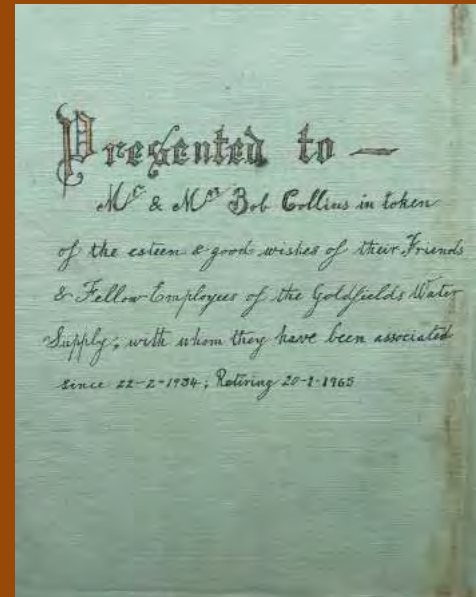 Presented to —
Mr & Mrs Bob Collins in token
of the esteen & good wishes of their Friends
& Fellow Employees of the Goldfields Water
Supply; with whom they have been associated
since 22-2-1934; Retiring 20-1-1965